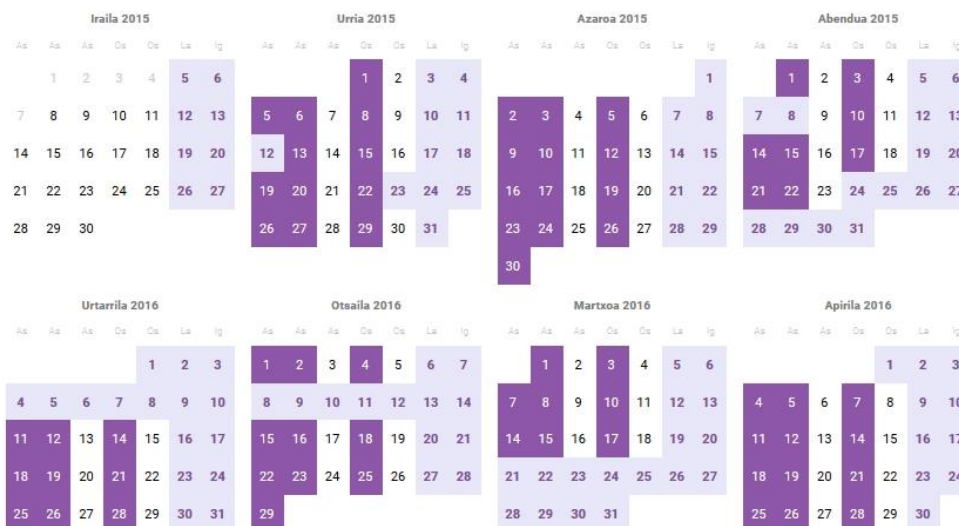 Iraila 2015
As As As Os Os La Ig
1 2 3 4 5 6
7 8 9 10 11 12 13
14 15 16 17 18 19 20
21 22 23 24 25 26 27
28 29 30
Urria 2015
As As As Os Os La Ig
1 2 3 4
5 6 7 8 9 10 11
12 13 14 15 16 17 18
19 20 21 22 23 24 25
26 27 28 29 30 31
Azaroa 2015
As As As Os Os La Ig
1
2 3 4 5 6 7 8
9 10 11 12 13 14 15
16 17 18 19 20 21 22
23 24 25 26 27 28 29
30
Abendua 2015
As As As Os Os La Ig
1 2 3 4 5 6
7 8 9 10 11 12 13
14 15 16 17 18 19 20
21 22 23 24 25 26 27
28 29 30 31
Urtarrila 2016
As As As Os Os La Ig
1 2 3
4 5 6 7 8 9 10
11 12 13 14 15 16 17
18 19 20 21 22 23 24
25 26 27 28 29 30 31
Otsaila 2016
As As As Os Os La Ig
1 2 3 4 5 6 7
8 9 10 11 12 13 14
15 16 17 18 19 20 21
22 23 24 25 26 27 28
29
Martxoa 2016
As As As Os Os La Ig
1 2 3 4 5 6
7 8 9 10 11 12 13
14 15 16 17 18 19 20
21 22 23 24 25 26 27
28 29 30 31
Apirila 2016
As As As Os Os La Ig
1 2 3
4 5 6 7 8 9 10
11 12 13 14 15 16 17
18 19 20 21 22 23 24
25 26 27 28 29 30